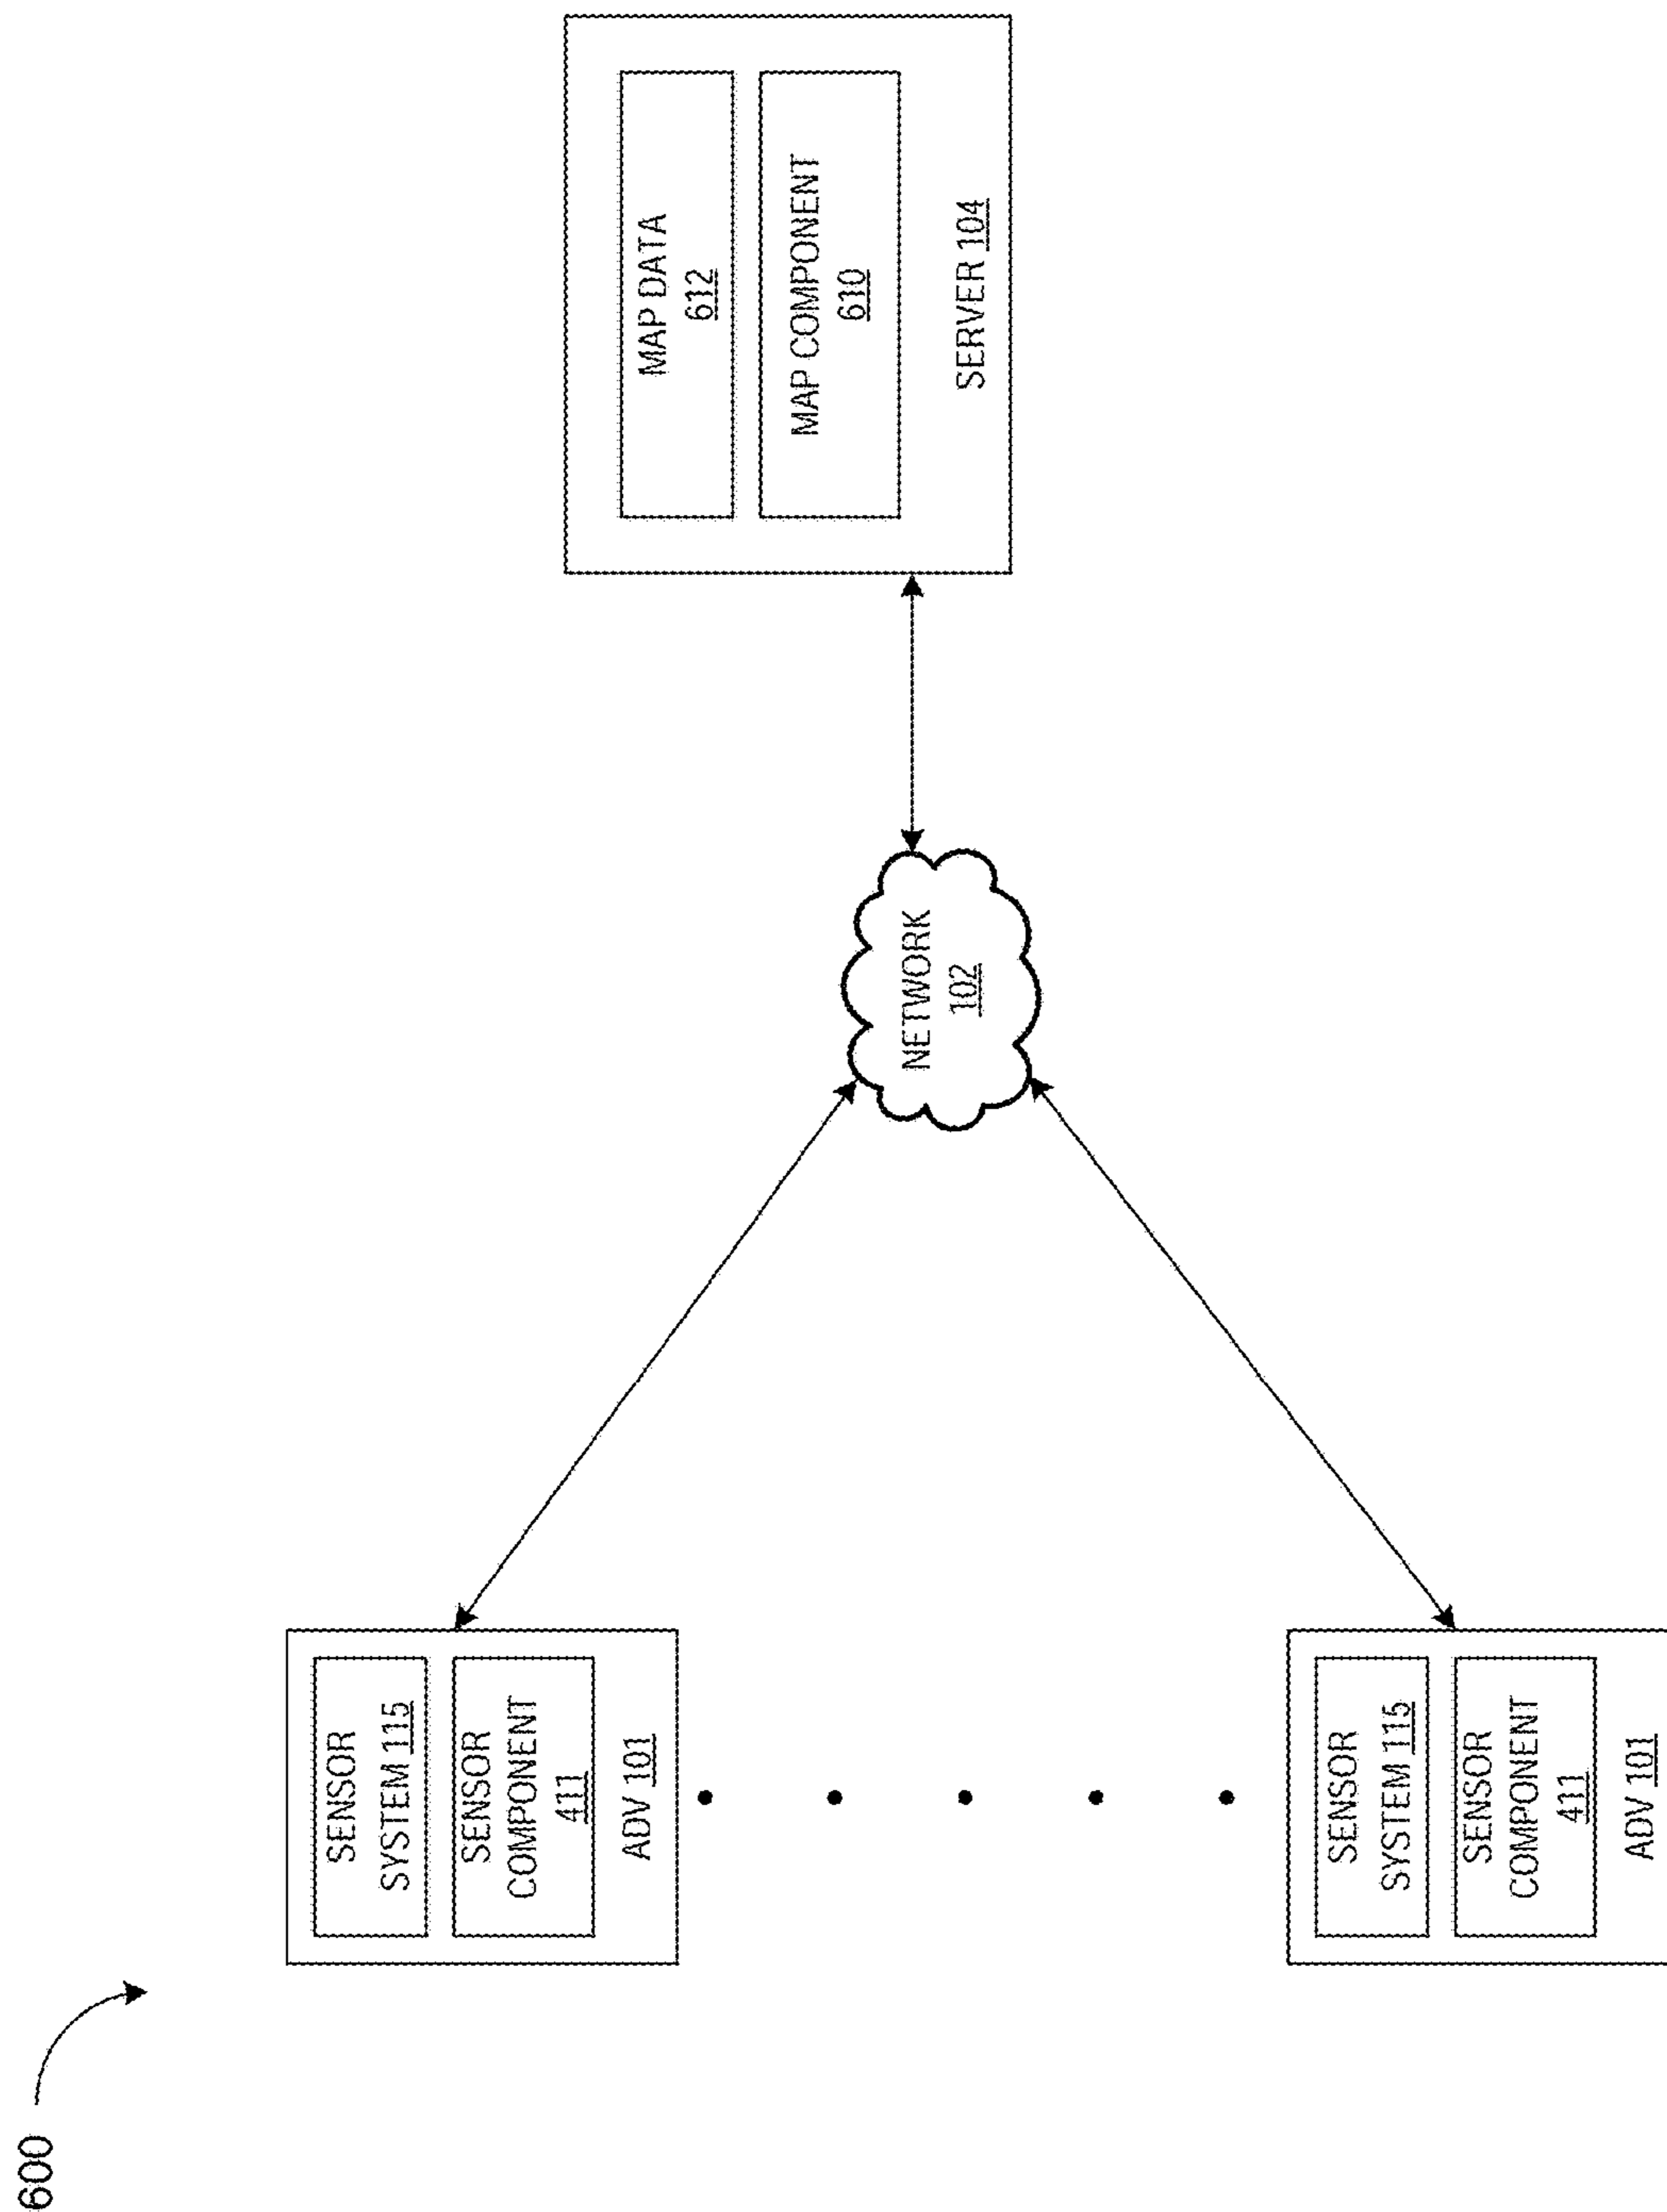 600
SENSOR
SYSTEM 115
SENSOR
COMPONENT
411
ADV 101
SENSOR
SYSTEM 115
SENSOR
COMPONENT
411
ADV 101
NETWORK
102
MAP DATA
612
MAP COMPONENT
610
SERVER 104